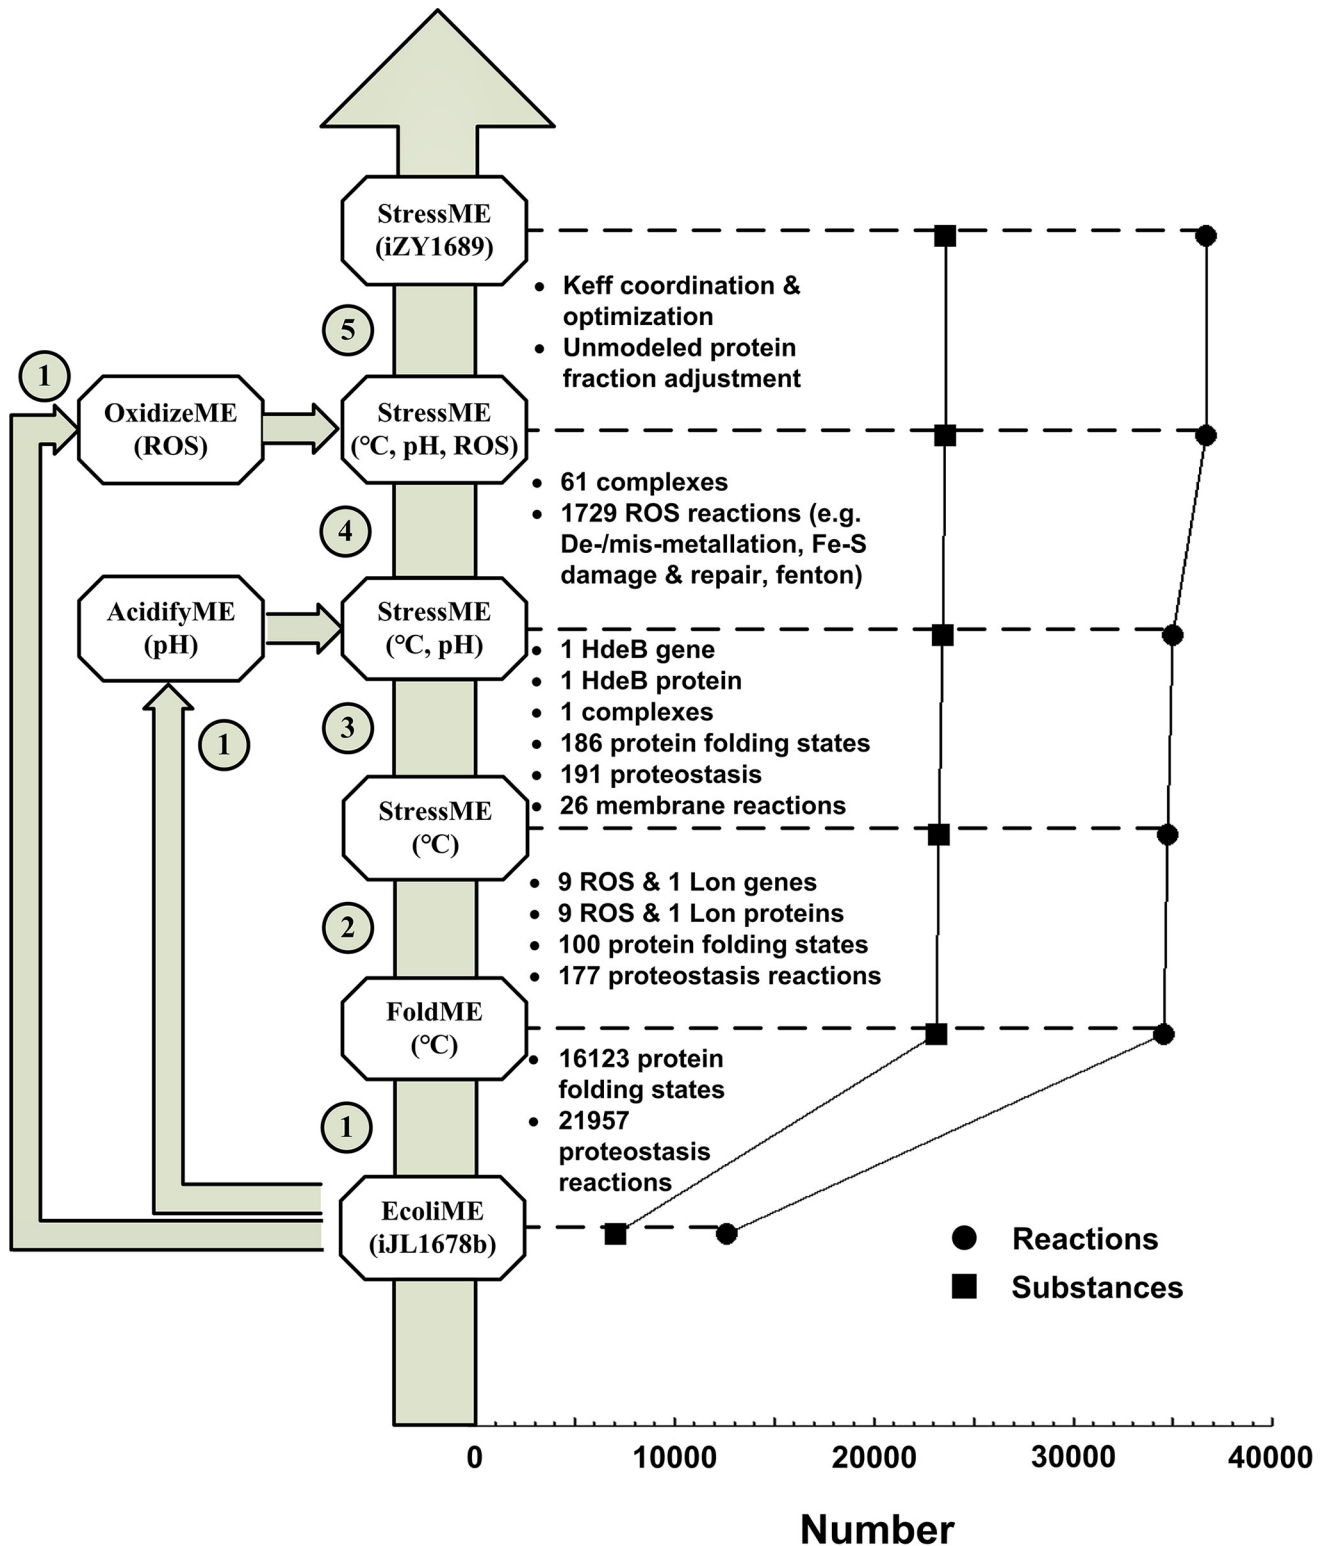 StressME
(iZY1689)
• Keff coordination &
optimization
• Unmodeled protein
fraction adjustment
5
1
OxidizeME
(ROS)
StressME
(°C, pH, ROS)
• 61 complexes
• 1729 ROS reactions (e.g.
De-/mis-metallation, Fe-S
damage & repair, fenton)
4
AcidifyME
(pH)
StressME
(°C, pH)
• 1 HdeB gene
• 1 HdeB protein
• 1 complexes
• 186 protein folding states
• 191 proteostasis
• 26 membrane reactions
1
3
StressME
(°C)
• 9 ROS & 1 Lon genes
• 9 ROS & 1 Lon proteins
• 100 protein folding states
• 177 proteostasis reactions
2
FoldME
(°C)
• 16123 protein
folding states
• 21957
proteostasis
reactions
1
EcoliME
(iJL1678b)
Reactions
Substances
0 10000 20000 30000 40000
Number